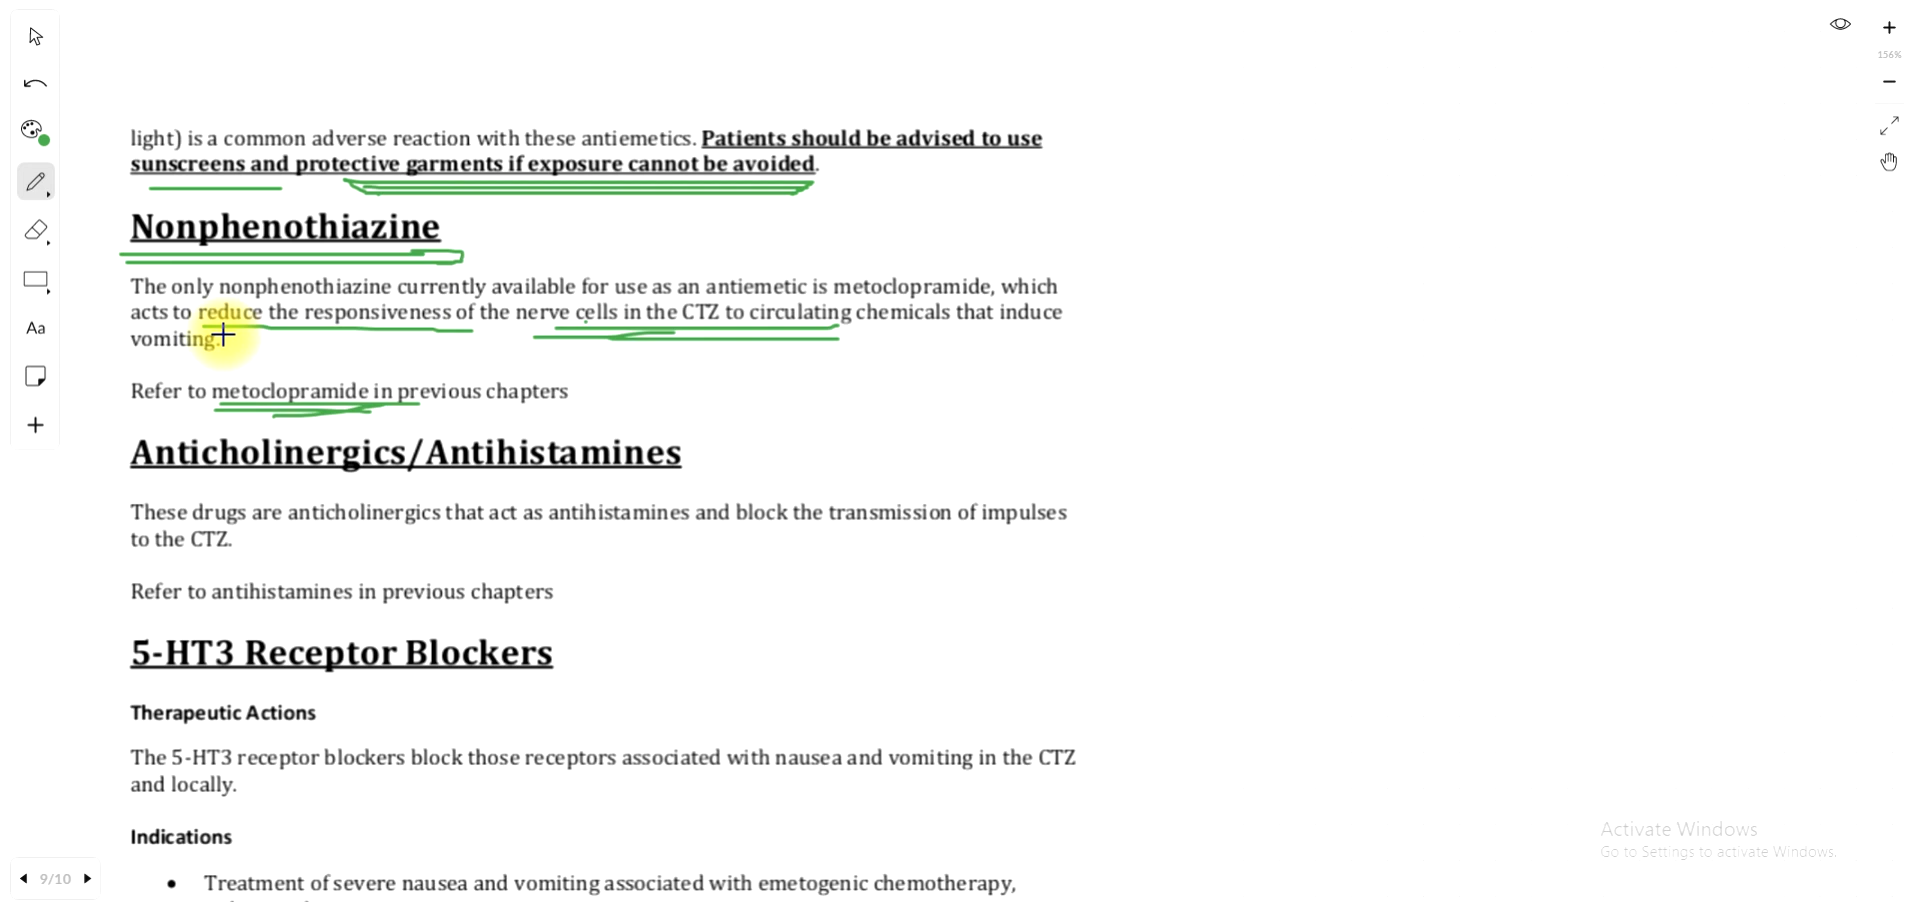 156%
light) is a common adverse reaction with these antiemetics. Patients should be advised to use
sunscreens and protective garments if exposure cannot be avoided.
Nonphenothiazine
The only nonphenothiazine currently available for use as an antiemetic is metoclopramide, which
acts to reduce the responsiveness of the nerve cells in the CTZ to circulating chemicals that induce
vomiting.
Aa
Refer to metoclopramide in previous chapters
Anticholinergics/Antihistamines
These drugs are anticholinergics that act as antihistamines and block the transmission of impulses
to the CTZ.
Refer to antihistamines in previous chapters
5-HT3 Receptor Blockers
Therapeutic Actions
The 5-HT3 receptor blockers block those receptors associated with nausea and vomiting in the CTZ
and locally.
Indications
Activate Windows
Go to Settings to activate Windows.
9/10
• Treatment of severe nausea and vomiting associated with emetogenic chemotherapy,